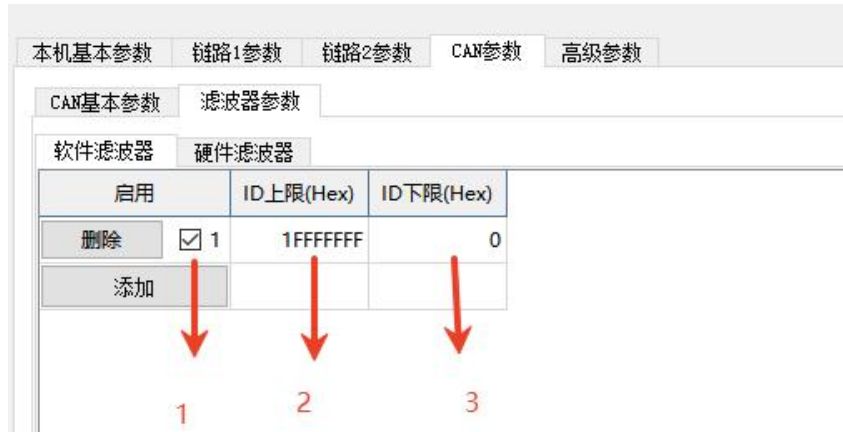 本机基本参数 链路1参数 链路2参数 CAN参数 高级参数
CAN基本参数 滤波器参数
软件滤波器 硬件滤波器
启用 ID上限(Hex) ID下限(Hex)
删除 1 1FFFFFFF 0
添加
1 2 3